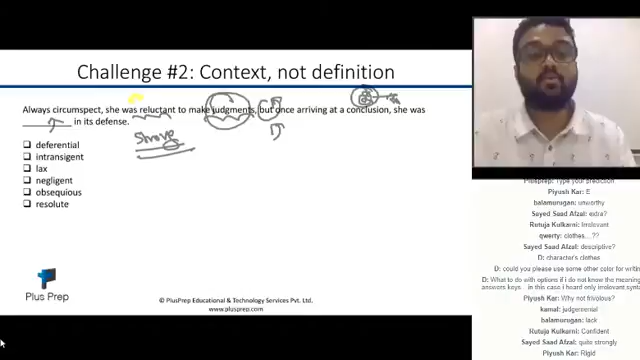 Challenge #2: Context, not definition
Always circumspect, she was reluctant to make judgments, but once arriving at a conclusion, she was
________ in its defense.
strong
deferential
intransigent
lax
negligent
obsequious
resolute
Plus Prep
© PlusPrep Educational & Technology Services Pvt. Ltd.
www.plusprep.com
Plusprep: Type your prediction
Piyush Kar: E
balamurugan: unworthy
Sayed Saad Afzal: extra?
Rutuja Kulkarni: Irrelevant
qwerty: clothes....??
Sayed Saad Afzal: descriptive?
D: character's clothes
D: could you please use some other color for writin
D: What to do with options if i do not know the meaning
answers keys .. in this case i heard only irrelevant syn
Piyush Kar: Why not frivolous?
kamal: judgemental
balamurugan: lack
Rutuja Kulkarni: Confident
Sayed Saad Afzal: quite strongly
Piyush Kar: Rigid